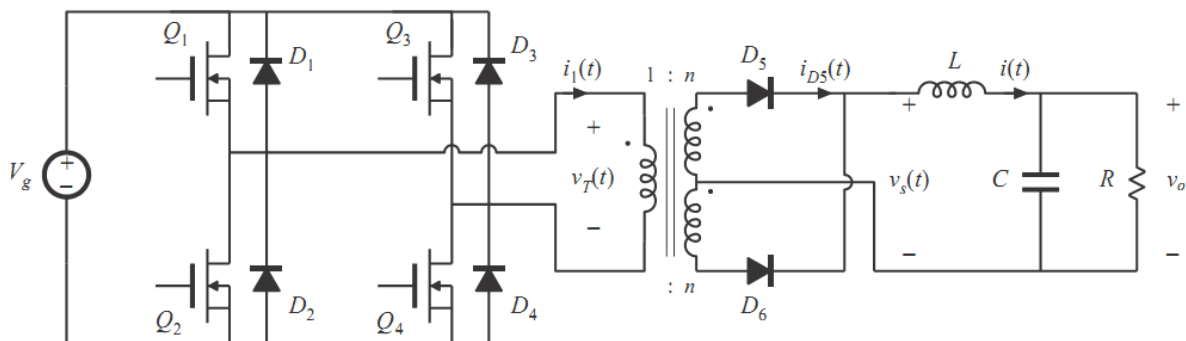 Q1
D1
Q3
D3
i1(t)
1 : n
D5
iD5(t)
L
i(t)
+
+
+
Vg
+
−
vT(t)
vs(t)
C
R
vo
−
−
−
Q2
D2
Q4
D4
: n
D6